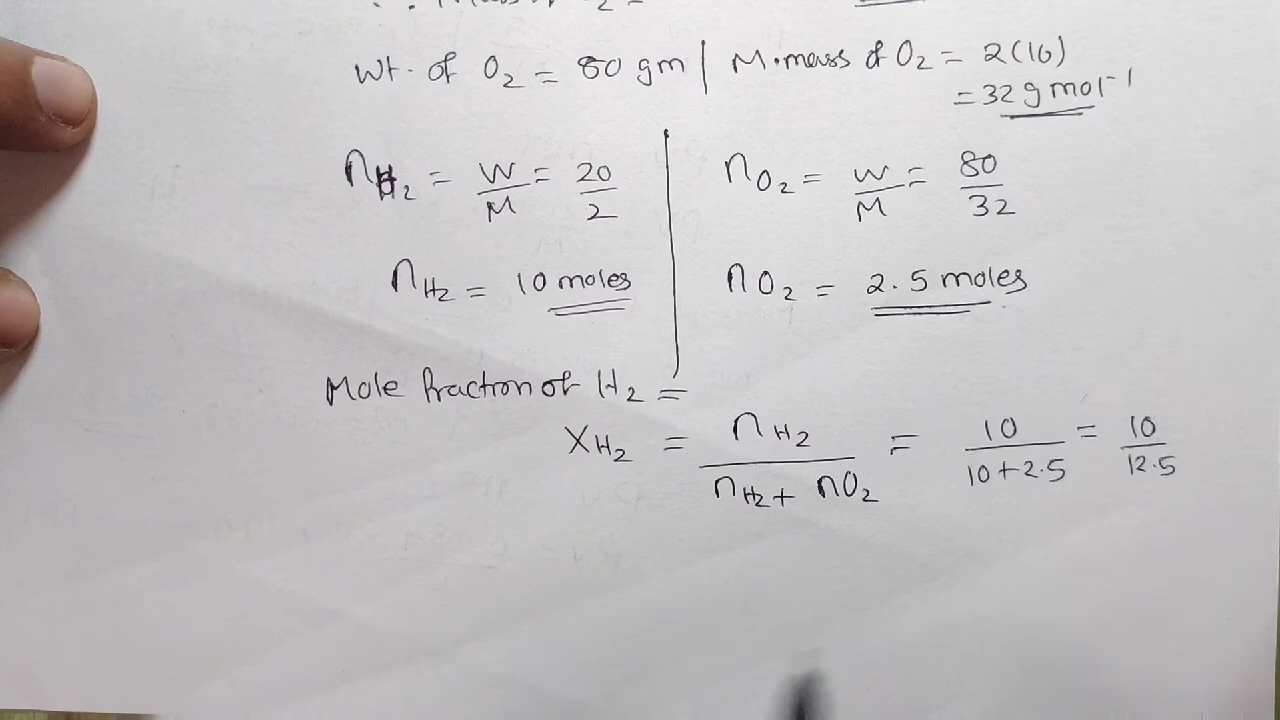 Wt. of O₂ = 80 gm | M.mass of O₂ = 2(16)
= 32 g mol⁻¹
nH₂ = W/M = 20/2
nO₂ = W/M = 80/32
nH₂ = 10 moles
nO₂ = 2.5 moles
Mole fraction of H₂ =
XH₂ = nH₂/nH₂ + nO₂ = 10/10+2.5 = 10/12.5